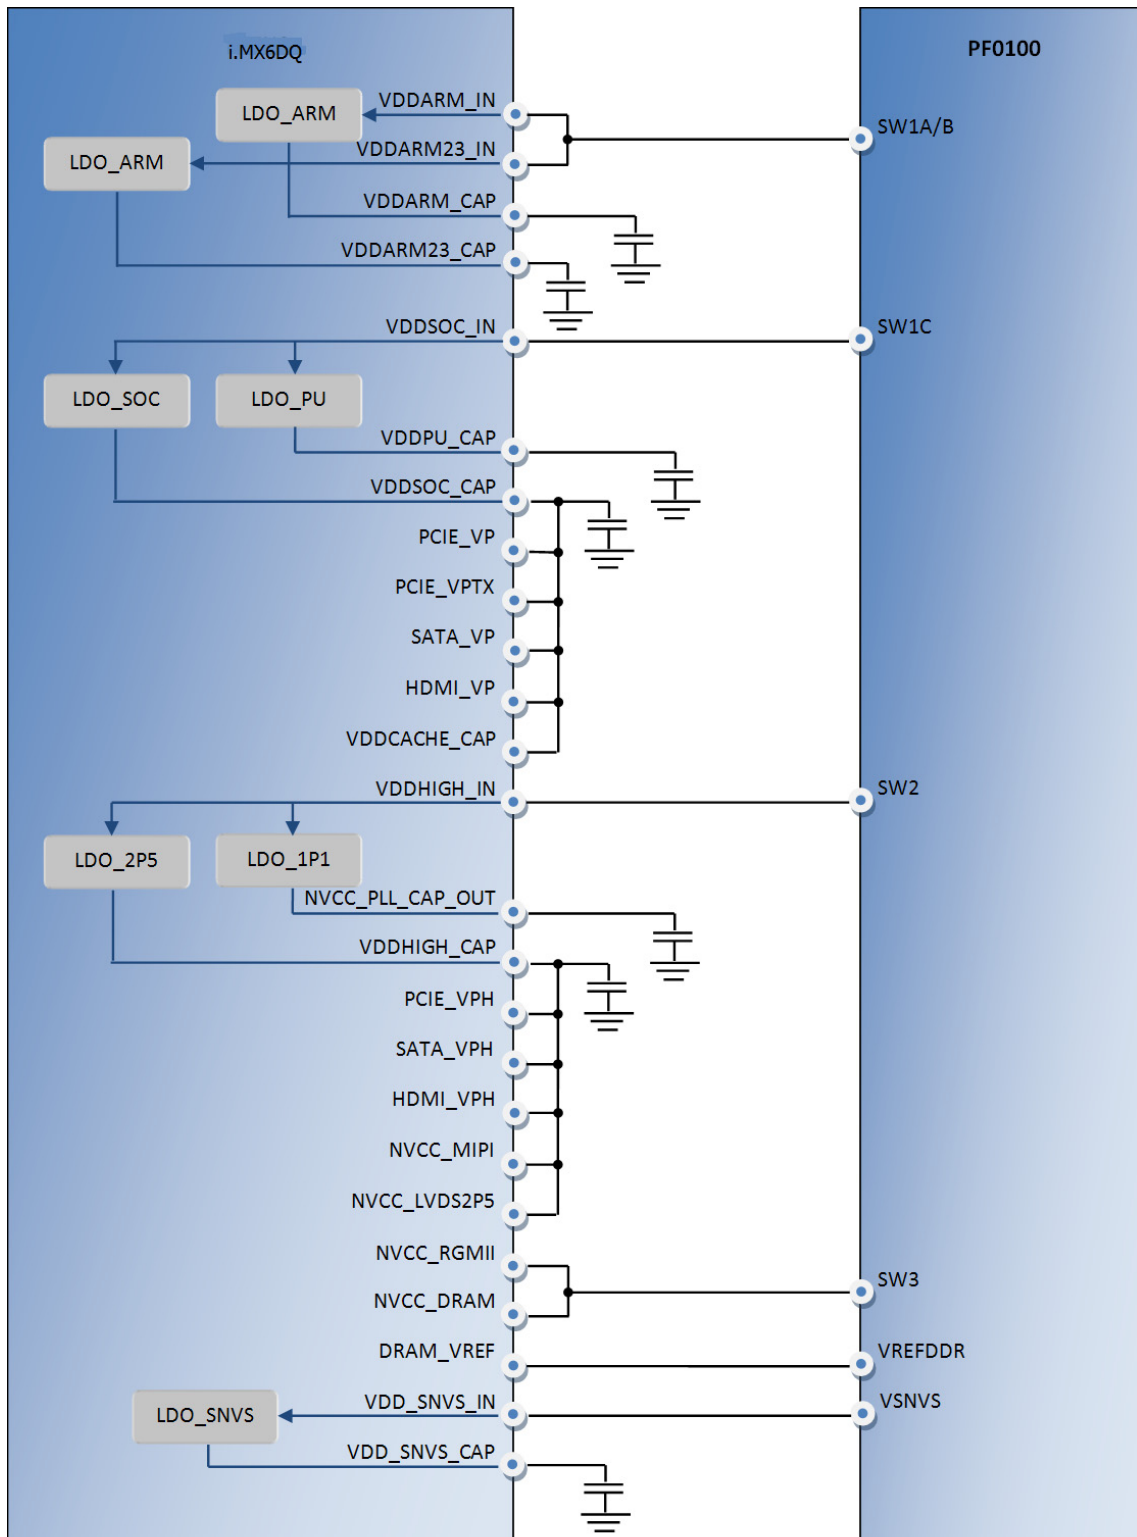 i.MX6DQ
PF0100
VDDARM_IN
LDO_ARM
SW1A/B
VDDARM23_IN
LDO_ARM
VDDARM_CAP
VDDARM23_CAP
VDDSOC_IN
SW1C
LDO_SOC
LDO_PU
VDDPU_CAP
VDDSOC_CAP
PCIE_VP
PCIE_VPTX
SATA_VP
HDMI_VP
VDDCACHE_CAP
VDDHIGH_IN
SW2
LDO_2P5
LDO_1P1
NVCC_PLL_CAP_OUT
VDDHIGH_CAP
PCIE_VPH
SATA_VPH
HDMI_VPH
NVCC_MIPI
NVCC_LVDS2P5
NVCC_RGMII
SW3
NVCC_DRAM
DRAM_VREF
VREFDDR
VDD_SNVS_IN
VSNVS
LDO_SNVS
VDD_SNVS_CAP